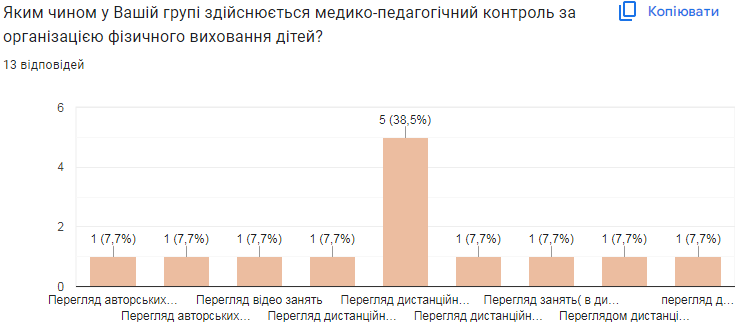 Яким чином у Вашій групі здійснюється медико-педагогічний контроль за
Копіювати
організацією фізичного виховання дітей?
13 відповідей
6
4
2
0
1 (7,7%)
1 (7,7%)
1 (7,7%)
1 (7,7%)
5 (38,5%)
1 (7,7%)
1 (7,7%)
1 (7,7%)
1 (7,7%)
Перегляд авторських…
Перегляд авторських…
Перегляд відео занять
Перегляд дистанційн…
Перегляд дистанційн…
Перегляд дистанційн…
Перегляд занять( в ди…
Переглядом дистанці…
перегляд д…